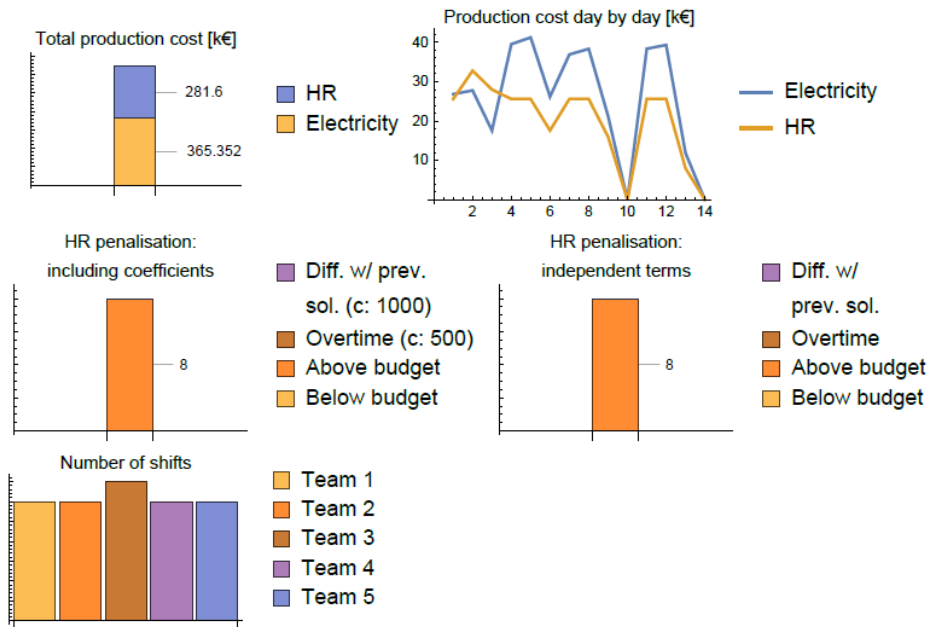 Total production cost [k€]
281.6
365.352
HR
Electricity
Production cost day by day [k€]
40
30
20
10
2 4 6 8 10 12 14
Electricity
HR
HR penalisation:
including coefficients
8
Diff. w/ prev.
sol. (c: 1000)
Overtime (c: 500)
Above budget
Below budget
HR penalisation:
independent terms
8
Diff. w/
prev. sol.
Overtime
Above budget
Below budget
Number of shifts
Team 1
Team 2
Team 3
Team 4
Team 5